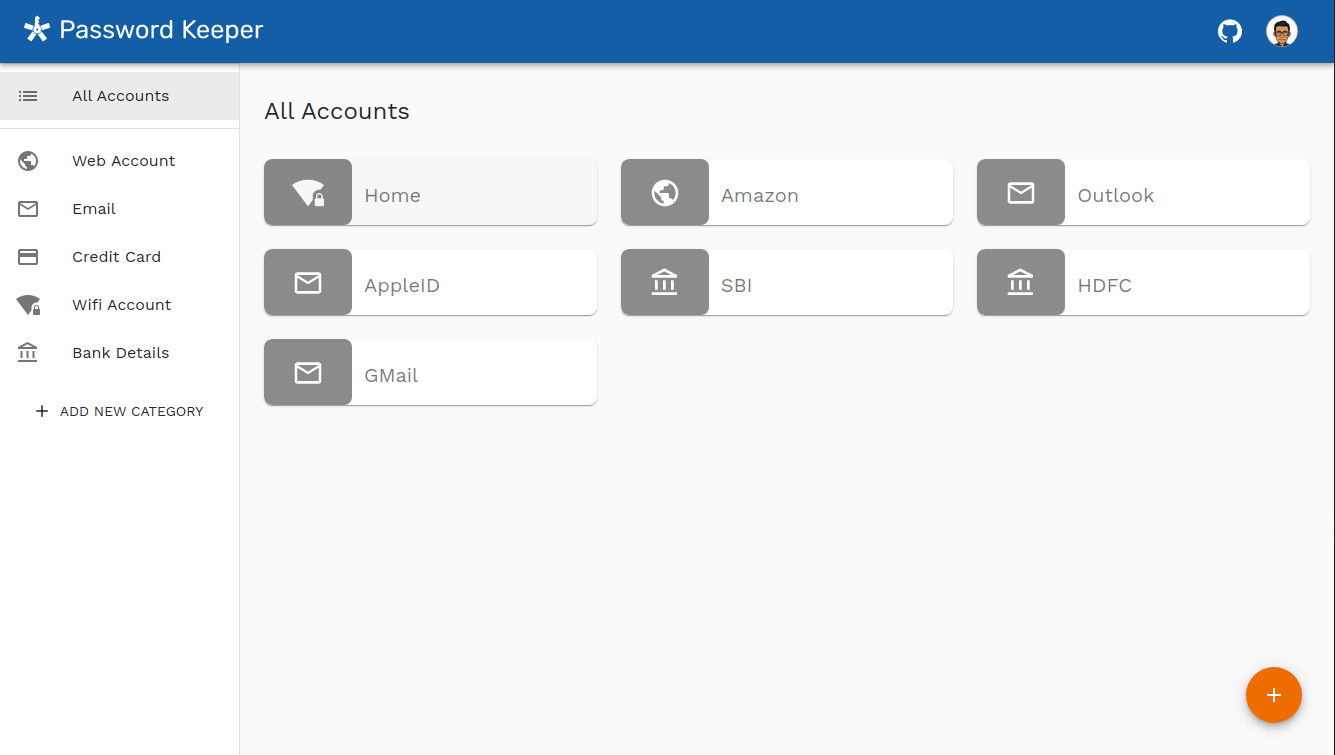 Password Keeper
All Accounts
Web Account
Email
Credit Card
Wifi Account
Bank Details
ADD NEW CATEGORY
All Accounts
Home
Amazon
Outlook
AppleID
SBI
HDFC
GMail